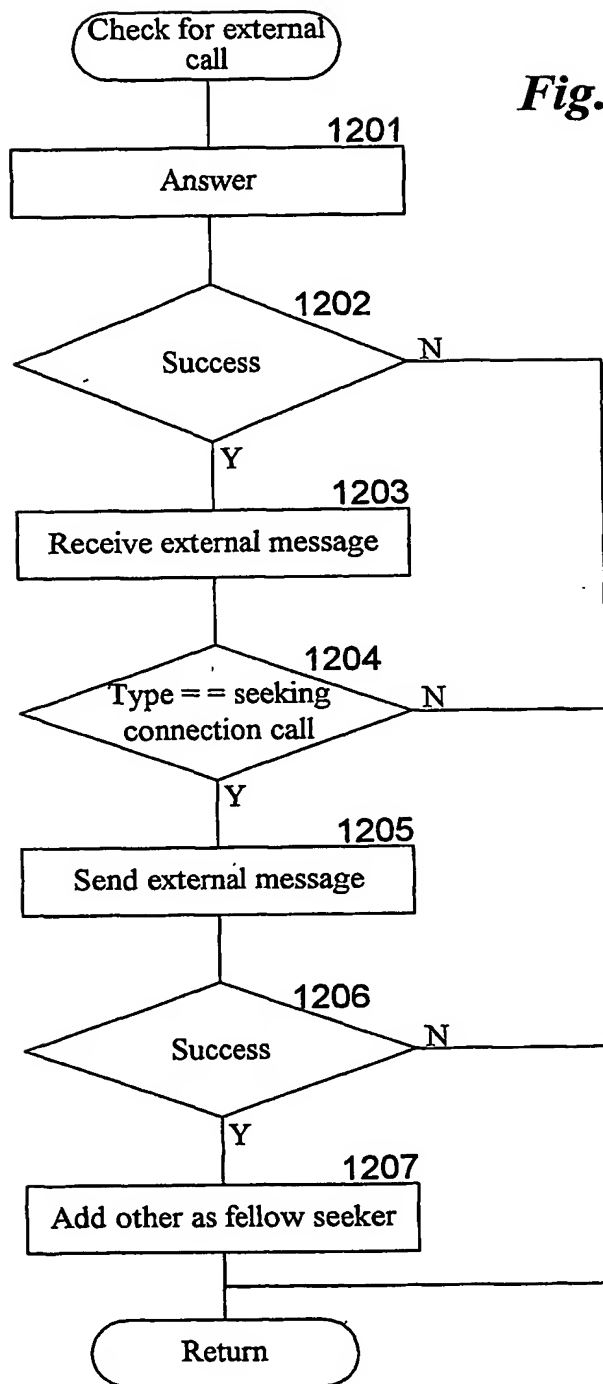 Check for external
call
Fig.
1201
Answer
1202
Success
N
Y
1203
Receive external message
1204
Type = = seeking
connection call
N
Y
1205
Send external message
1206
Success
N
Y
1207
Add other as fellow seeker
Return